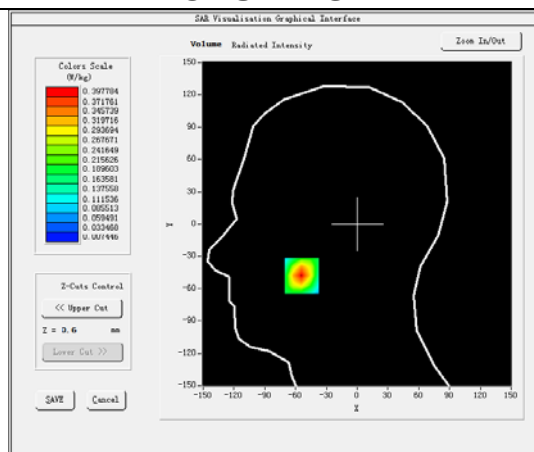 SAR Visualisation Graphical Interface
Volume Radiated Intensity
Zoom In/Out
Colors Scale
(W/kg)
0.397784
0.371761
0.345739
0.319716
0.293694
0.267671
0.241649
0.215626
0.189603
0.163581
0.137558
0.111536
0.085513
0.059491
0.033468
0.007446
Z-Cuts Control
<< Upper Cut
Z = 0.6 mm
Lower Cut >>
SAVE Cancel
150
120
90
60
30
0
-30
-60
-90
-120
-150
Y
-150 -120 -90 -60 -30 0 30 60 90 120 150
X